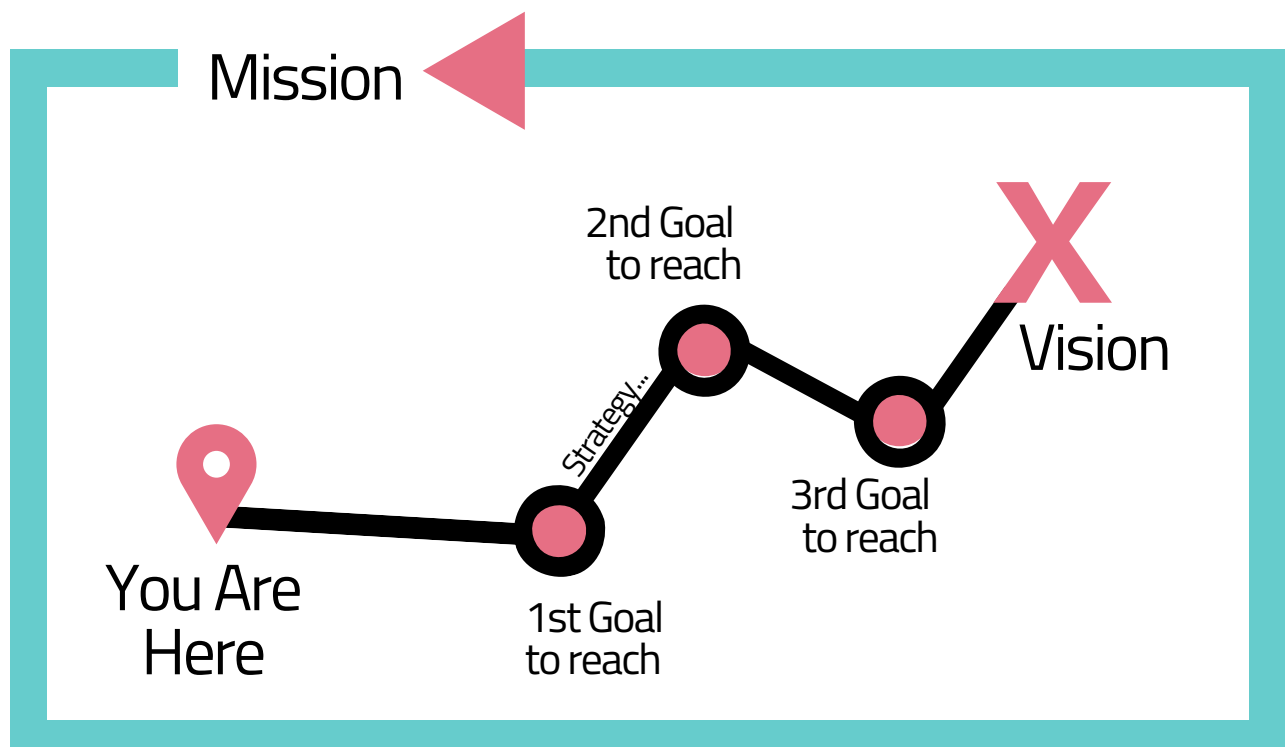 Mission
2nd Goal
to reach
X
Vision
Strategy...
3rd Goal
to reach
You Are
Here
1st Goal
to reach